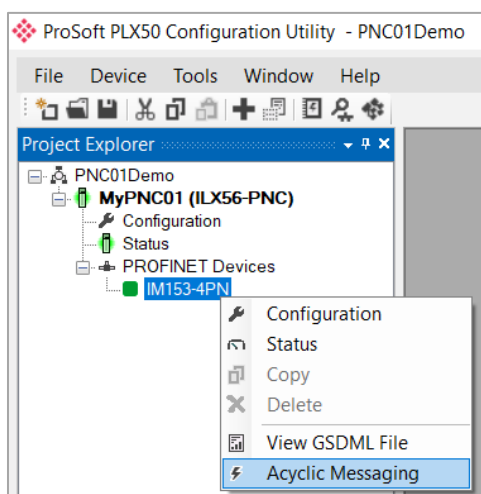 ProSoft PLX50 Configuration Utility - PNC01Demo
File Device Tools Window Help
Project Explorer
PNC01Demo
MyPNC01 (ILX56-PNC)
Configuration
Status
PROFINET Devices
IM153-4PN
Configuration
Status
Copy
Delete
View GSDML File
Acyclic Messaging